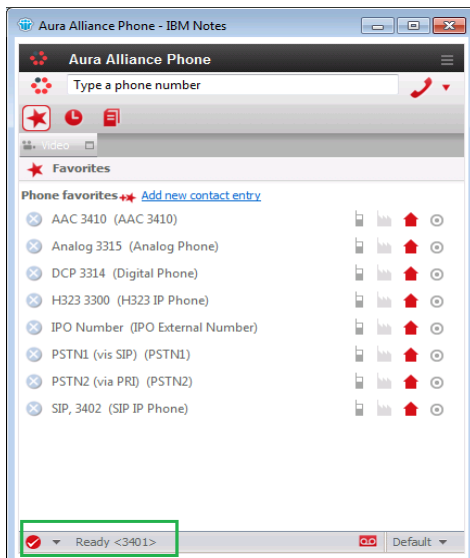 Aura Alliance Phone - IBM Notes
Aura Alliance Phone
Type a phone number
Video
Favorites
Phone favorites Add new contact entry
AAC 3410 (AAC 3410)
Analog 3315 (Analog Phone)
DCP 3314 (Digital Phone)
H323 3300 (H323 IP Phone)
IPO Number (IPO External Number)
PSTN1 (vis SIP) (PSTN1)
PSTN2 (via PRI) (PSTN2)
SIP, 3402 (SIP IP Phone)
Ready <3401> Default